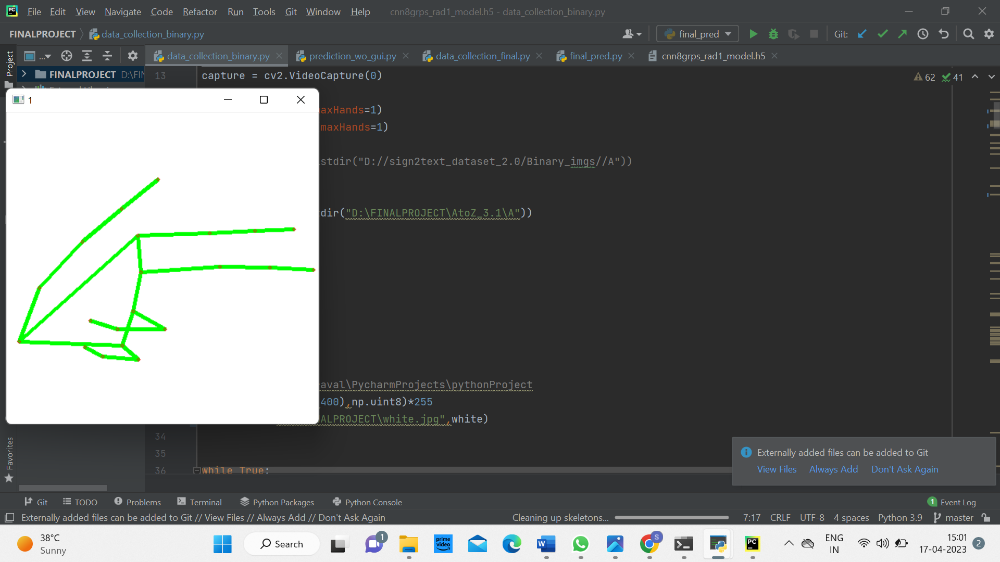 PC File Edit View Navigate Code Refactor Run Tools Git Window Help cnn8grps_rad1_model.h5 - data_collection_binary.py
FINALPROJECT data_collection_binary.py final_pred Git:
... data_collection_binary.py prediction_wo_gui.py data_collection_final.py final_pred.py cnn8grps_rad1_model.h5
Project
FINALPROJECT D:\FIN
13 capture = cv2.VideoCapture(0)
62 41
1
axHands=1)
maxHands=1)
stdir("D://sign2text_dataset_2.0/Binary_imgs//A"))
dir("D:\FINALPROJECT\AtoZ_3.1\A"))
aval\PycharmProjects\pythonProject
400),np.uint8)*255
ALPROJECT\white.jpg",white)
34
35
36 while True:
Favorites
Externally added files can be added to Git
View Files Always Add Don't Ask Again
Git TODO Problems Terminal Python Packages Python Console 1 Event Log
Externally added files can be added to Git // View Files // Always Add // Don't Ask Again Cleaning up skeletons... 7:17 CRLF UTF-8 4 spaces Python 3.9 master
38°C
Sunny
Search
1
prime video
W
S
PC
ENG
IN
15:01
17-04-2023
2